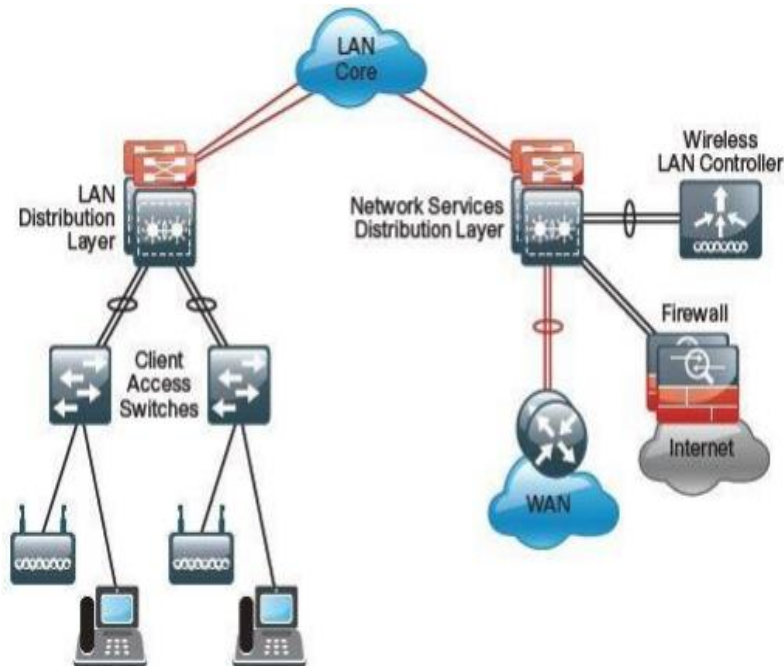 LAN
Core
LAN
Distribution
Layer
Network Services
Distribution Layer
Wireless
LAN Controller
Client
Access
Switches
Firewall
Internet
WAN